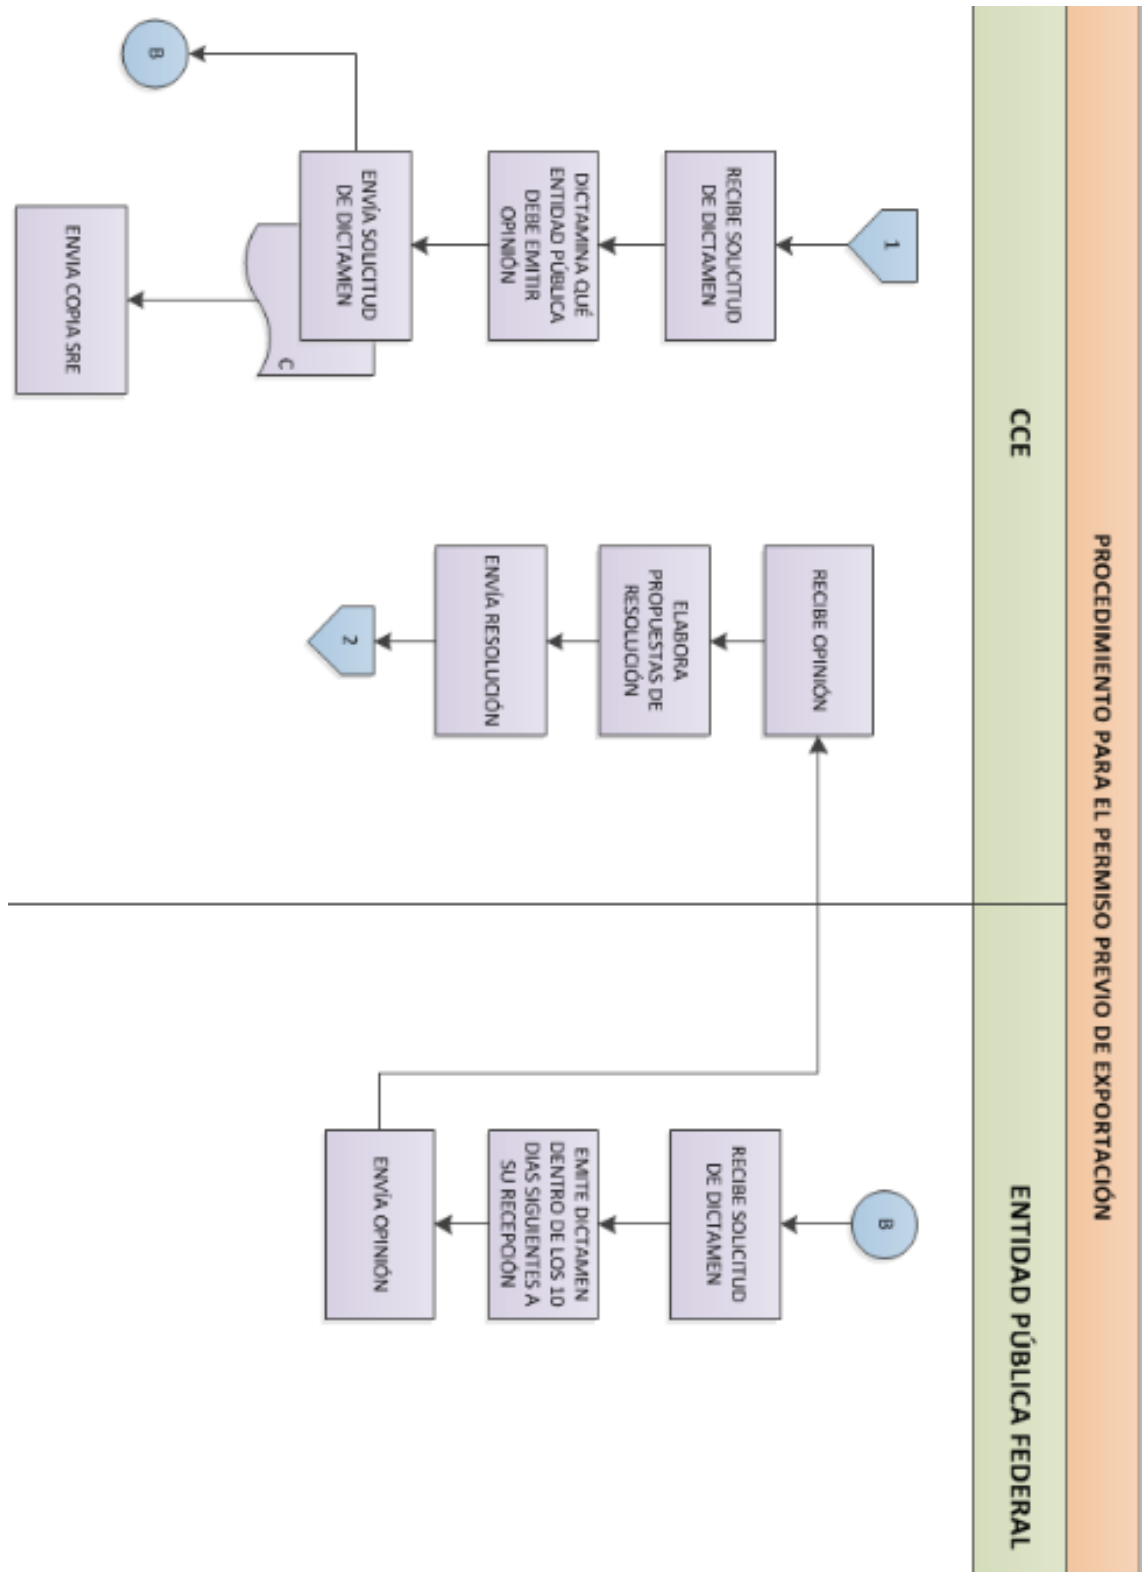 PROCEDIMIENTO PARA EL PERMISO PREVIO DE EXPORTACIÓN
CCE
ENTIDAD PÚBLICA FEDERAL
1
RECIBE SOLICITUD
DE DICTAMEN
DICTAMINA QUÉ
ENTIDAD PÚBLICA
DEBE EMITIR
OPINIÓN
ENVÍA SOLICITUD
DE DICTAMEN
C
B
ENVIA COPIA SRE
RECIBE OPINIÓN
ELABORA
PROPUESTAS DE
RESOLUCIÓN
ENVÍA RESOLUCIÓN
2
B
RECIBE SOLICITUD
DE DICTAMEN
EMITE DICTAMEN
DENTRO DE LOS 10
DIAS SIGUIENTES A
SU RECEPCIÓN
ENVÍA OPINIÓN